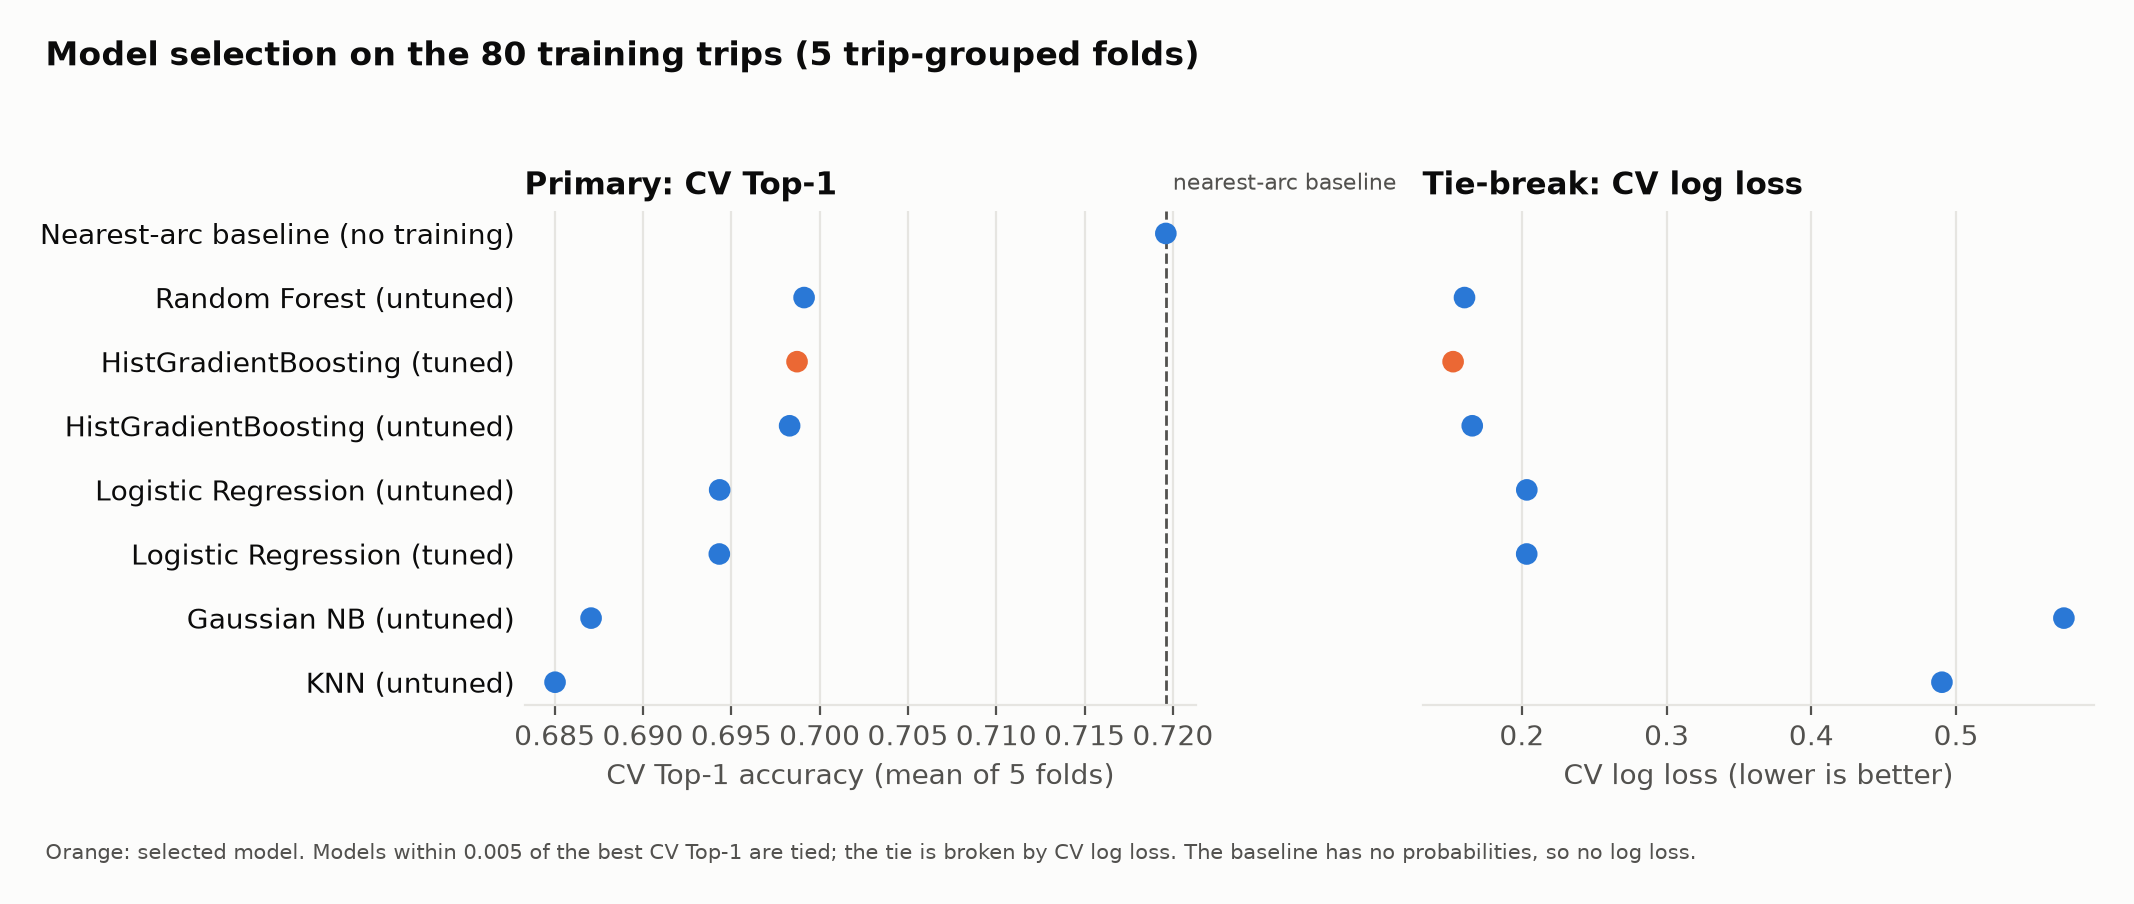 Model selection on the 80 training trips (5 trip-grouped folds)
Primary: CV Top-1
nearest-arc baseline
Tie-break: CV log loss
Nearest-arc baseline (no training)
Random Forest (untuned)
HistGradientBoosting (tuned)
HistGradientBoosting (untuned)
Logistic Regression (untuned)
Logistic Regression (tuned)
Gaussian NB (untuned)
KNN (untuned)
0.685 0.690 0.695 0.700 0.705 0.710 0.715 0.720
CV Top-1 accuracy (mean of 5 folds)
0.2 0.3 0.4 0.5
CV log loss (lower is better)
Orange: selected model. Models within 0.005 of the best CV Top-1 are tied; the tie is broken by CV log loss. The baseline has no probabilities, so no log loss.